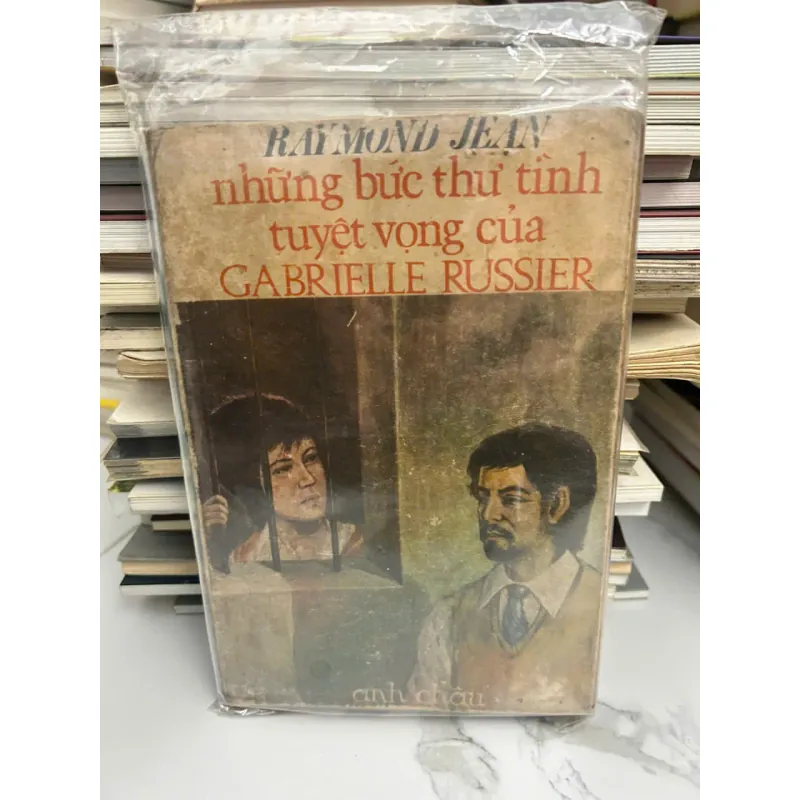 RAYMOND JEAN
những bức thư tình
tuyệt vọng của
GABRIELLE RUSSIER
anh châu